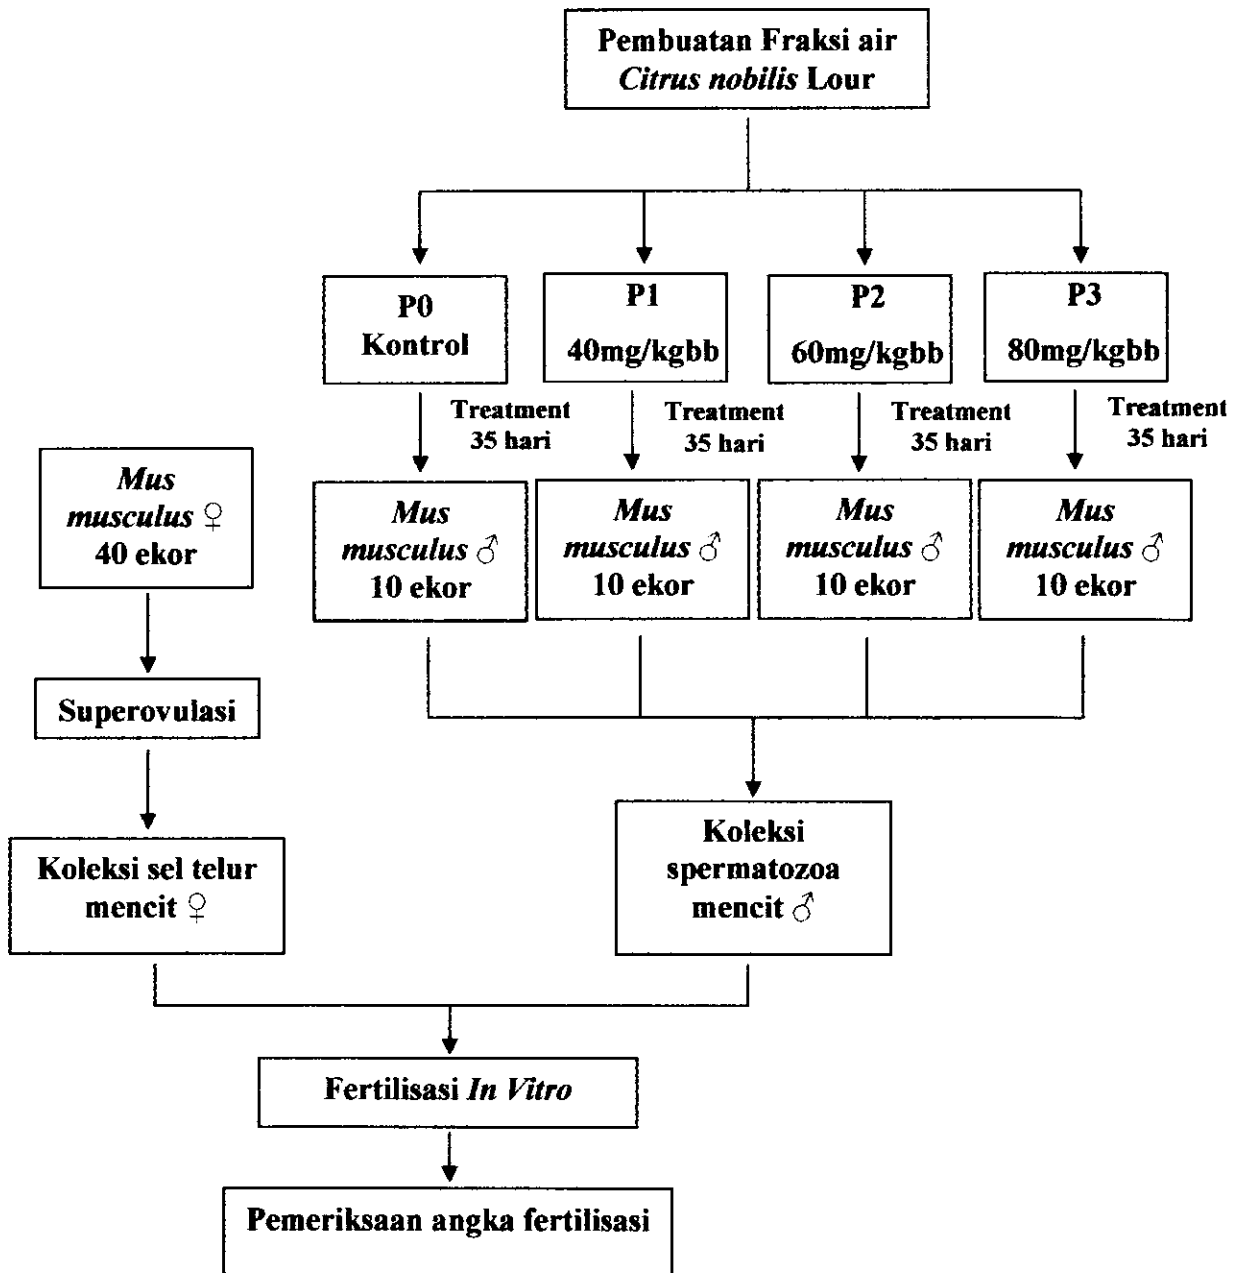 Pembuatan Fraksi air
Citrus nobilis Lour
P0
Kontrol
P1
40mg/kgbb
P2
60mg/kgbb
P3
80mg/kgbb
Treatment
35 hari
Treatment
35 hari
Treatment
35 hari
Treatment
35 hari
Mus
musculus ♀
40 ekor
Mus
musculus ♂
10 ekor
Mus
musculus ♂
10 ekor
Mus
musculus ♂
10 ekor
Mus
musculus ♂
10 ekor
Superovulasi
Koleksi sel telur
mencit ♀
Koleksi
spermatozoa
mencit ♂
Fertilisasi In Vitro
Pemeriksaan angka fertilisasi